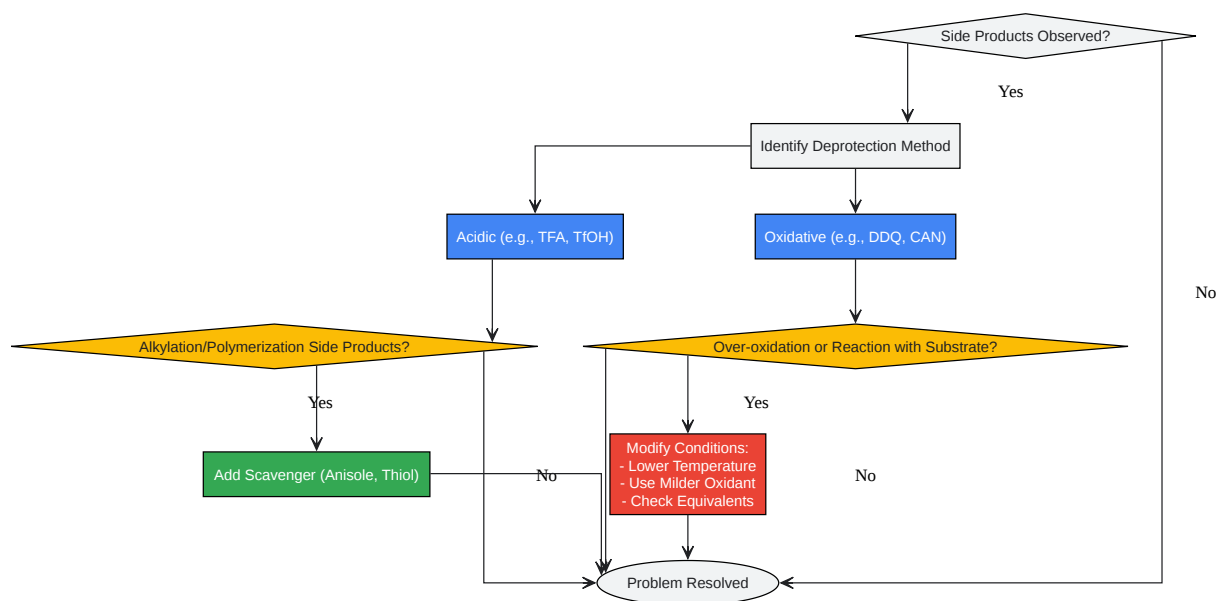 Side Products Observed?
Yes
No
Identify Deprotection Method
Acidic (e.g., TFA, TfOH)
Oxidative (e.g., DDQ, CAN)
Alkylation/Polymerization Side Products?
Over-oxidation or Reaction with Substrate?
Yes
Yes
Add Scavenger (Anisole, Thiol)
No
Modify Conditions:
- Lower Temperature
- Use Milder Oxidant
- Check Equivalents
No
Problem Resolved